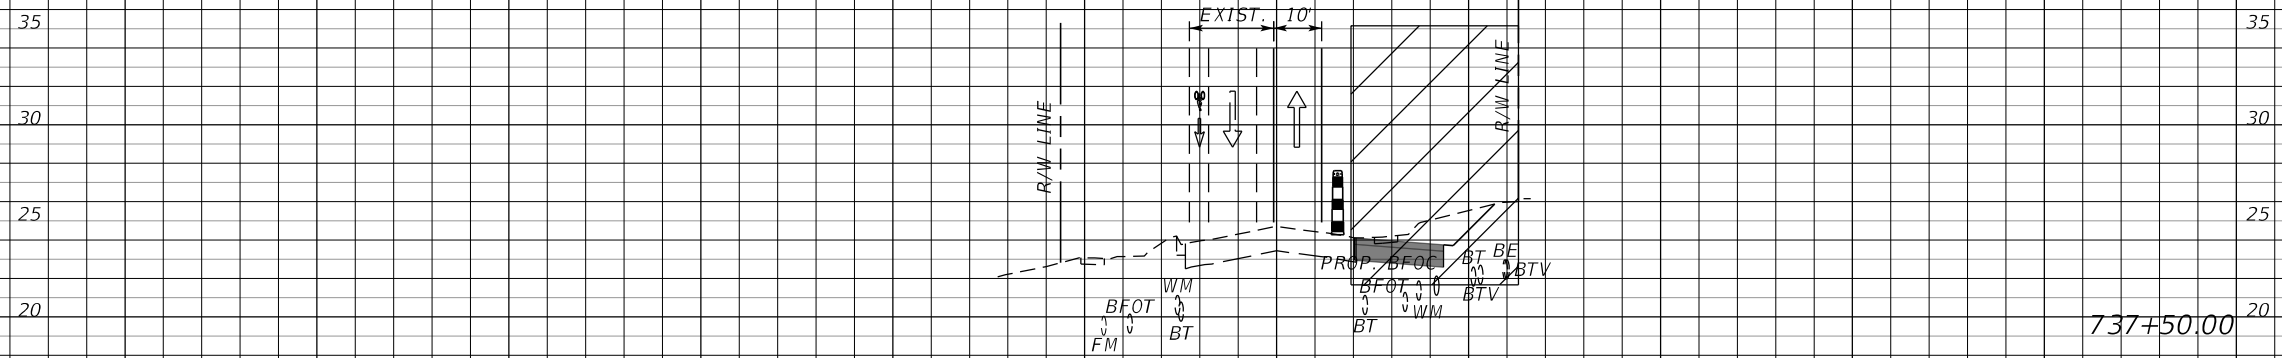 35 EXIST. 10' 35
R/W LINE
R/W LINE
30 30
25 25
PROP. BFOC BT BE
BTV
WM BFOT BTV
BFOT WM
20 BT BT 20
FM
737+50.00